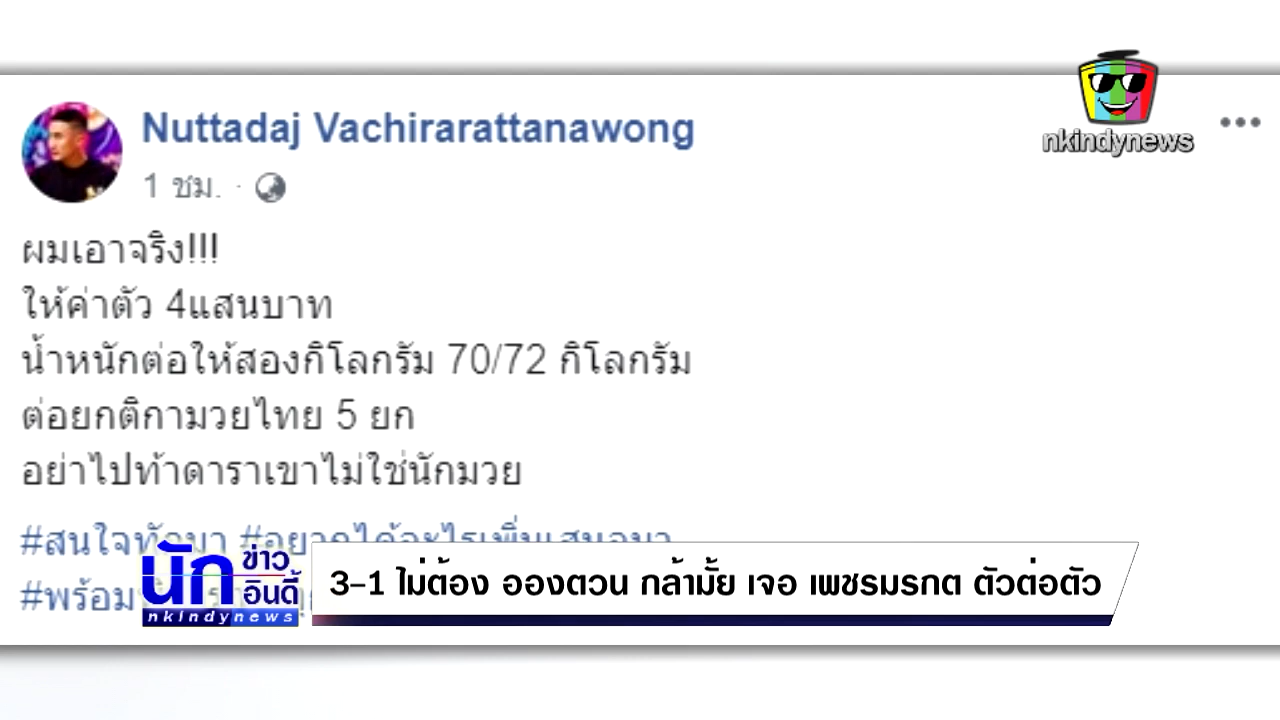 nkindynews
Nuttadaj Vachirarattanawong
1 ชม.
ผมเอาจริง!!!
ให้ค่าตัว 4แสนบาท
น้ำหนักต่อให้สองกิโลกรัม 70/72 กิโลกรัม
ต่อยกติกามวยไทย 5 ยก
อย่าไปท้าดาราเขาไม่ใช่นักมวย
#สนใจทักมา #อยากได้อะไรเพิ่มเสนอมา
#พร้อม
นักข่าวอินดี้
nkindynews
3-1 ไม่ต้อง อองตวน กล้ามั้ย เจอ เพชรมรกต ตัวต่อตัว